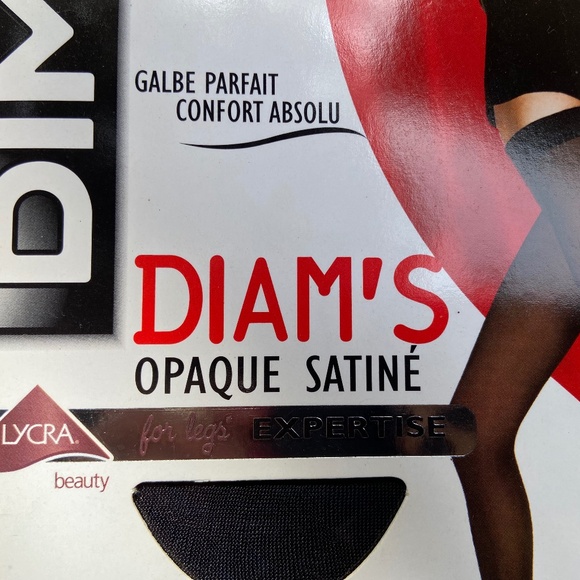 DIM
GALBE PARFAIT
CONFORT ABSOLU
DIAM'S
OPAQUE SATINÉ
LYCRA®
for legs' EXPERTISE
beauty